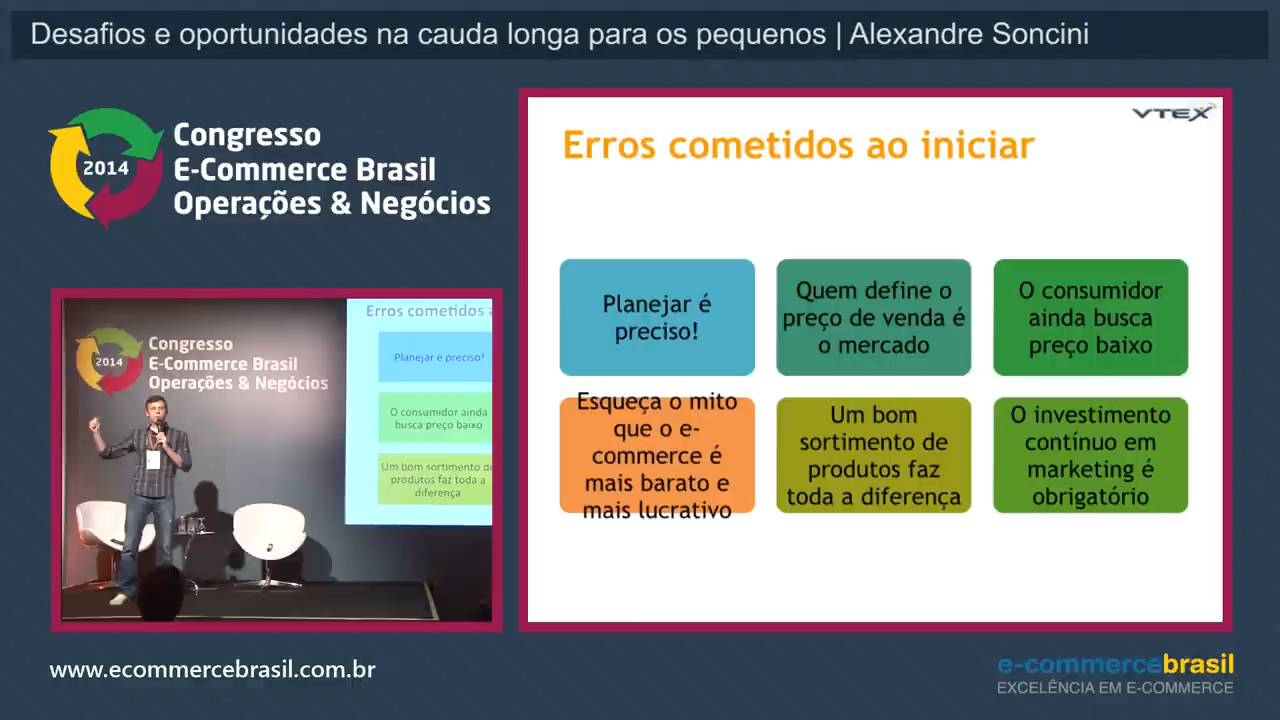 Desafios e oportunidades na cauda longa para os pequenos | Alexandre Soncini
2014
Congresso
E-Commerce Brasil
Operações & Negócios
VTEX
Erros cometidos ao iniciar
Planejar é
preciso!
Quem define o
preço de venda é
o mercado
O consumidor
ainda busca
preço baixo
Esqueça o mito
que o e-
commerce é
mais barato e
mais lucrativo
Um bom
sortimento de
produtos faz
toda a diferença
O investimento
contínuo em
marketing é
obrigatório
2014
Congresso
E-Commerce Brasil
Operações & Negócios
Erros cometidos a
Planejar é preciso!
O consumidor ainda
busca preço baixo
Um bom sortimento de
produtos faz toda a
diferença
www.ecommercebrasil.com.br
e-commercebrasil
EXCELÊNCIA EM E-COMMERCE